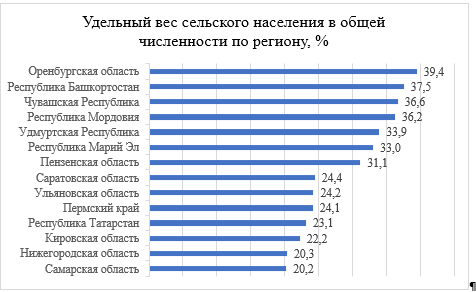 Удельный вес сельского населения в общей
численности по региону, %
Оренбургская область 39,4
Республика Башкортостан 37,5
Чувашская Республика 36,6
Республика Мордовия 36,2
Удмуртская Республика 33,9
Республика Марий Эл 33,0
Пензенская область 31,1
Саратовская область 24,4
Ульяновская область 24,2
Пермский край 24,1
Республика Татарстан 23,1
Кировская область 22,2
Нижегородская область 20,3
Самарская область 20,2
¶